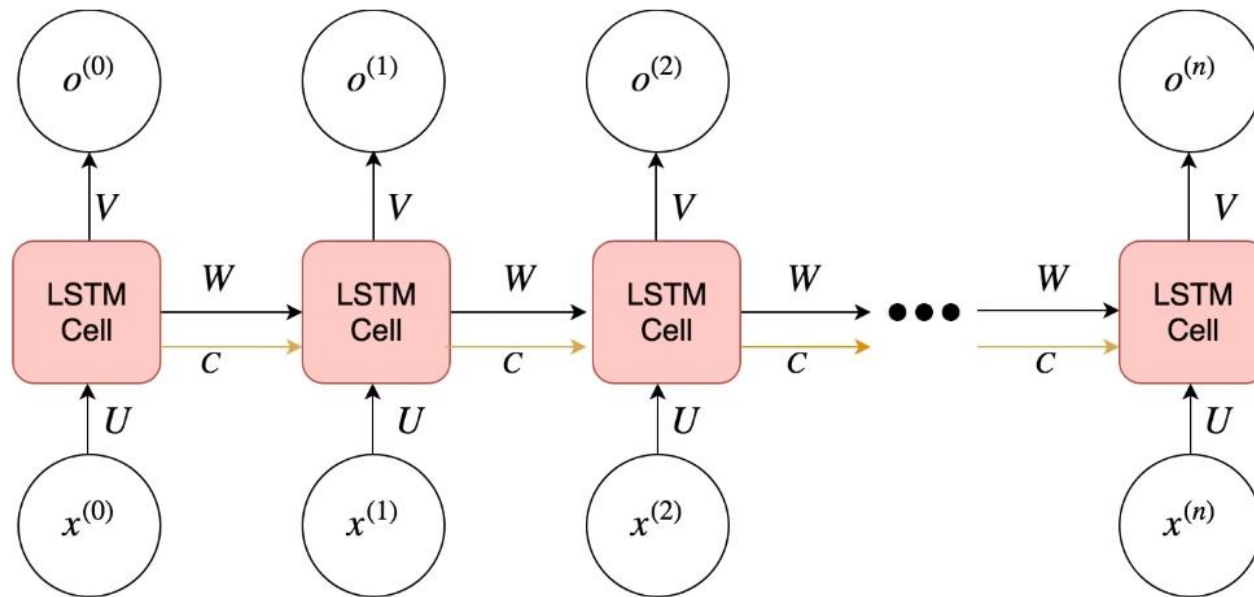 o^(0) o^(1) o^(2) o^(n)
V V V V
W W W W
LSTM Cell LSTM Cell LSTM Cell LSTM Cell
C C C C
U U U U
x^(0) x^(1) x^(2) x^(n)